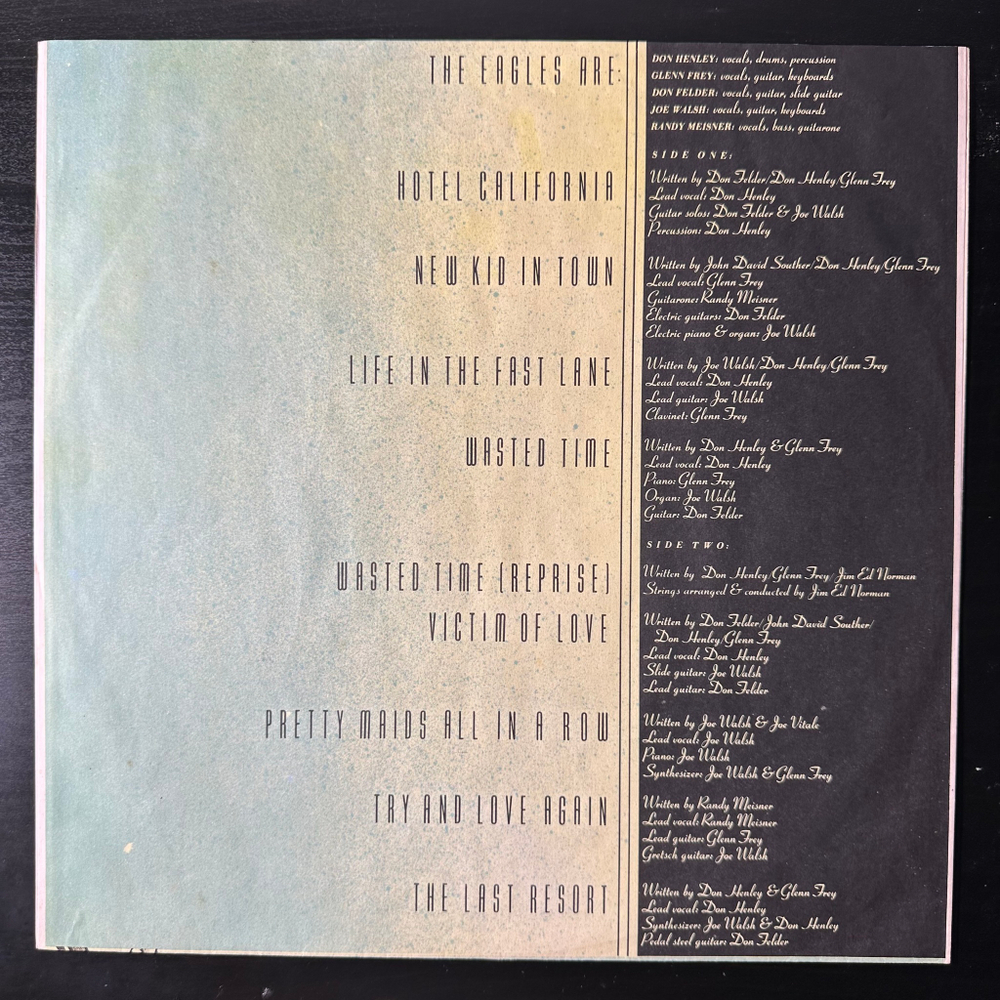 THE EAGLES ARE:
DON HENLEY: vocals, drums, percussion
GLENN FREY: vocals, guitar, keyboards
DON FELDER: vocals, guitar, slide guitar
JOE WALSH: vocals, guitar, keyboards
RANDY MEISNER: vocals, bass, guitarone
SIDE ONE:
HOTEL CALIFORNIA
Written by Don Felder/Don Henley/Glenn Frey
Lead vocal: Don Henley
Guitar solos: Don Felder & Joe Walsh
Percussion: Don Henley
NEW KID IN TOWN
Written by John David Souther/Don Henley/Glenn Frey
Lead vocal: Glenn Frey
Guitarone: Randy Meisner
Electric guitars: Don Felder
Electric piano & organ: Joe Walsh
LIFE IN THE FAST LANE
Written by Joe Walsh/Don Henley/Glenn Frey
Lead vocal: Don Henley
Lead guitar: Joe Walsh
Clavinet: Glenn Frey
WASTED TIME
Written by Don Henley & Glenn Frey
Lead vocal: Don Henley
Piano: Glenn Frey
Organ: Joe Walsh
Guitar: Don Felder
SIDE TWO:
WASTED TIME (REPRISE)
Written by Don Henley/Glenn Frey/Jim Ed Norman
Strings arranged & conducted by Jim Ed Norman
VICTIM OF LOVE
Written by Don Felder/John David Souther/
Don Henley/Glenn Frey
Lead vocal: Don Henley
Slide guitar: Joe Walsh
Lead guitar: Don Felder
PRETTY MAIDS ALL IN A ROW
Written by Joe Walsh & Joe Vitale
Lead vocal: Joe Walsh
Piano: Joe Walsh
Synthesizer: Joe Walsh & Glenn Frey
TRY AND LOVE AGAIN
Written by Randy Meisner
Lead vocal: Randy Meisner
Lead guitar: Glenn Frey
Gretsch guitar: Joe Walsh
THE LAST RESORT
Written by Don Henley & Glenn Frey
Lead vocal: Don Henley
Synthesizer: Joe Walsh & Don Henley
Pedal steel guitar: Don Felder